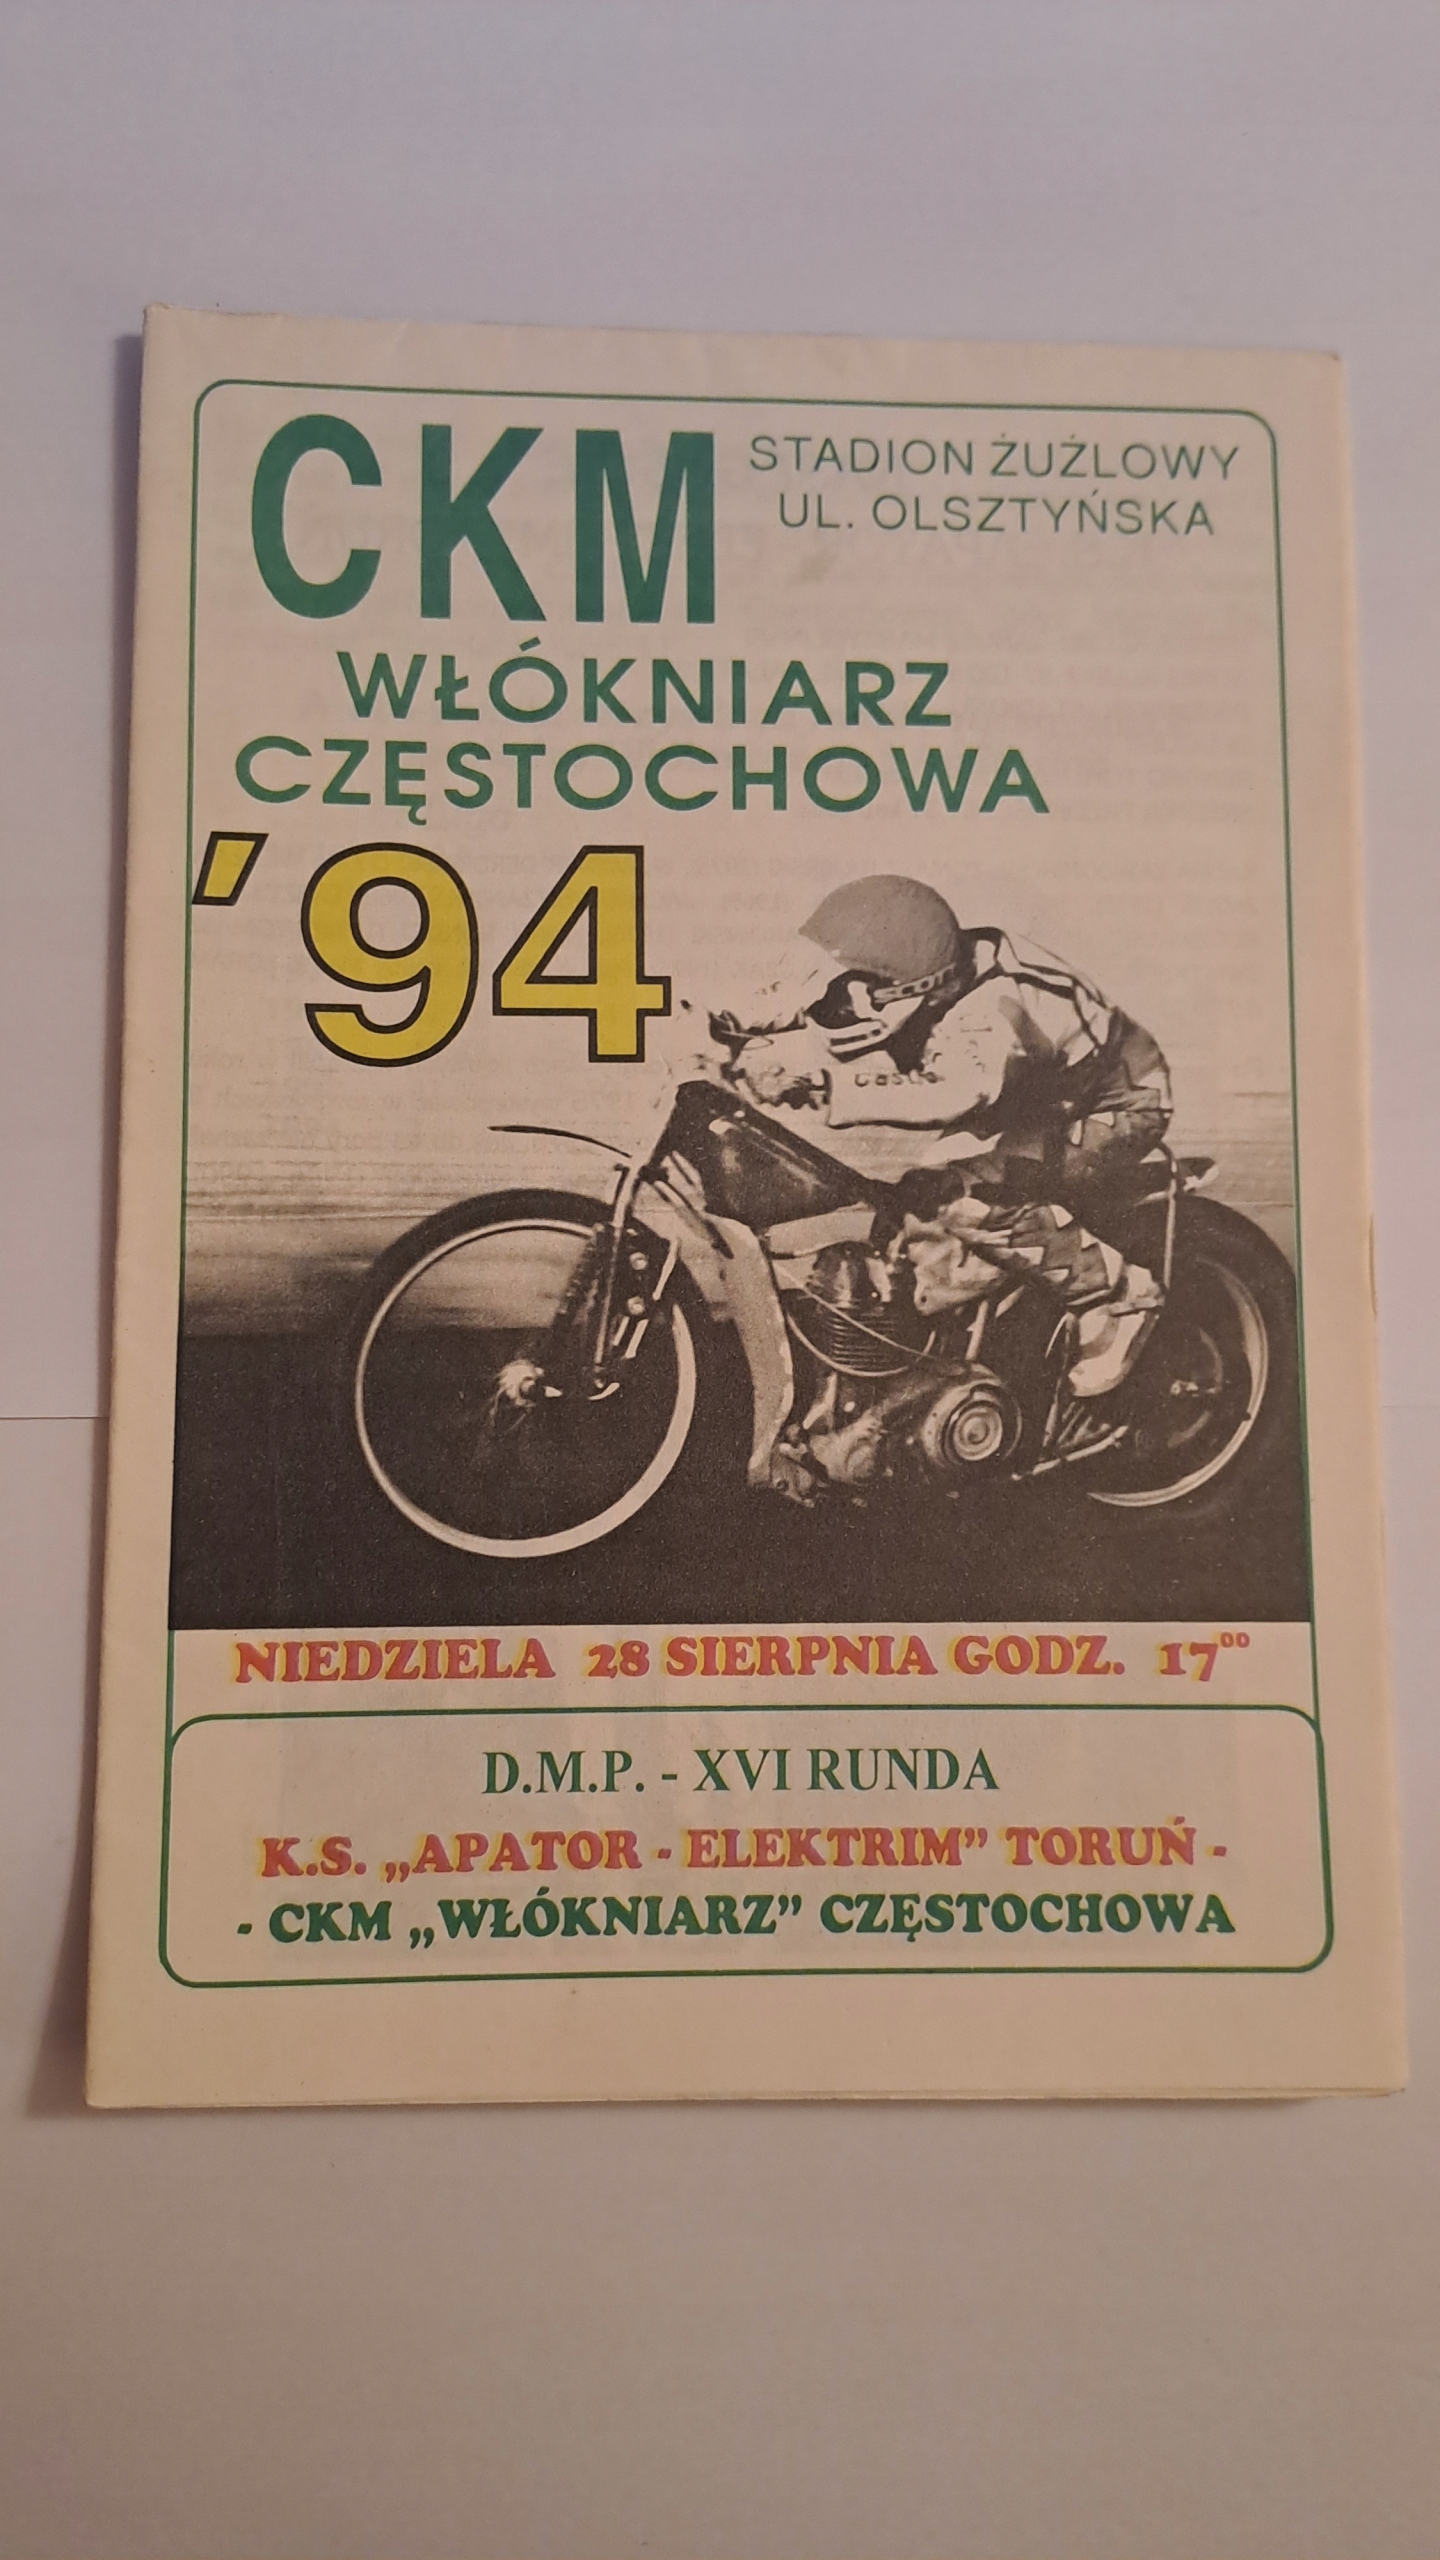 CKM
STADION ŻUŻLOWY
UL. OLSZTYŃSKA
WŁÓKNIARZ
CZĘSTOCHOWA
'94
SCOTT
NIEDZIELA 28 SIERPNIA GODZ. 17⁰⁰
D.M.P. - XVI RUNDA
K.S. „APATOR - ELEKTRIM” TORUŃ -
- CKM „WŁÓKNIARZ” CZĘSTOCHOWA